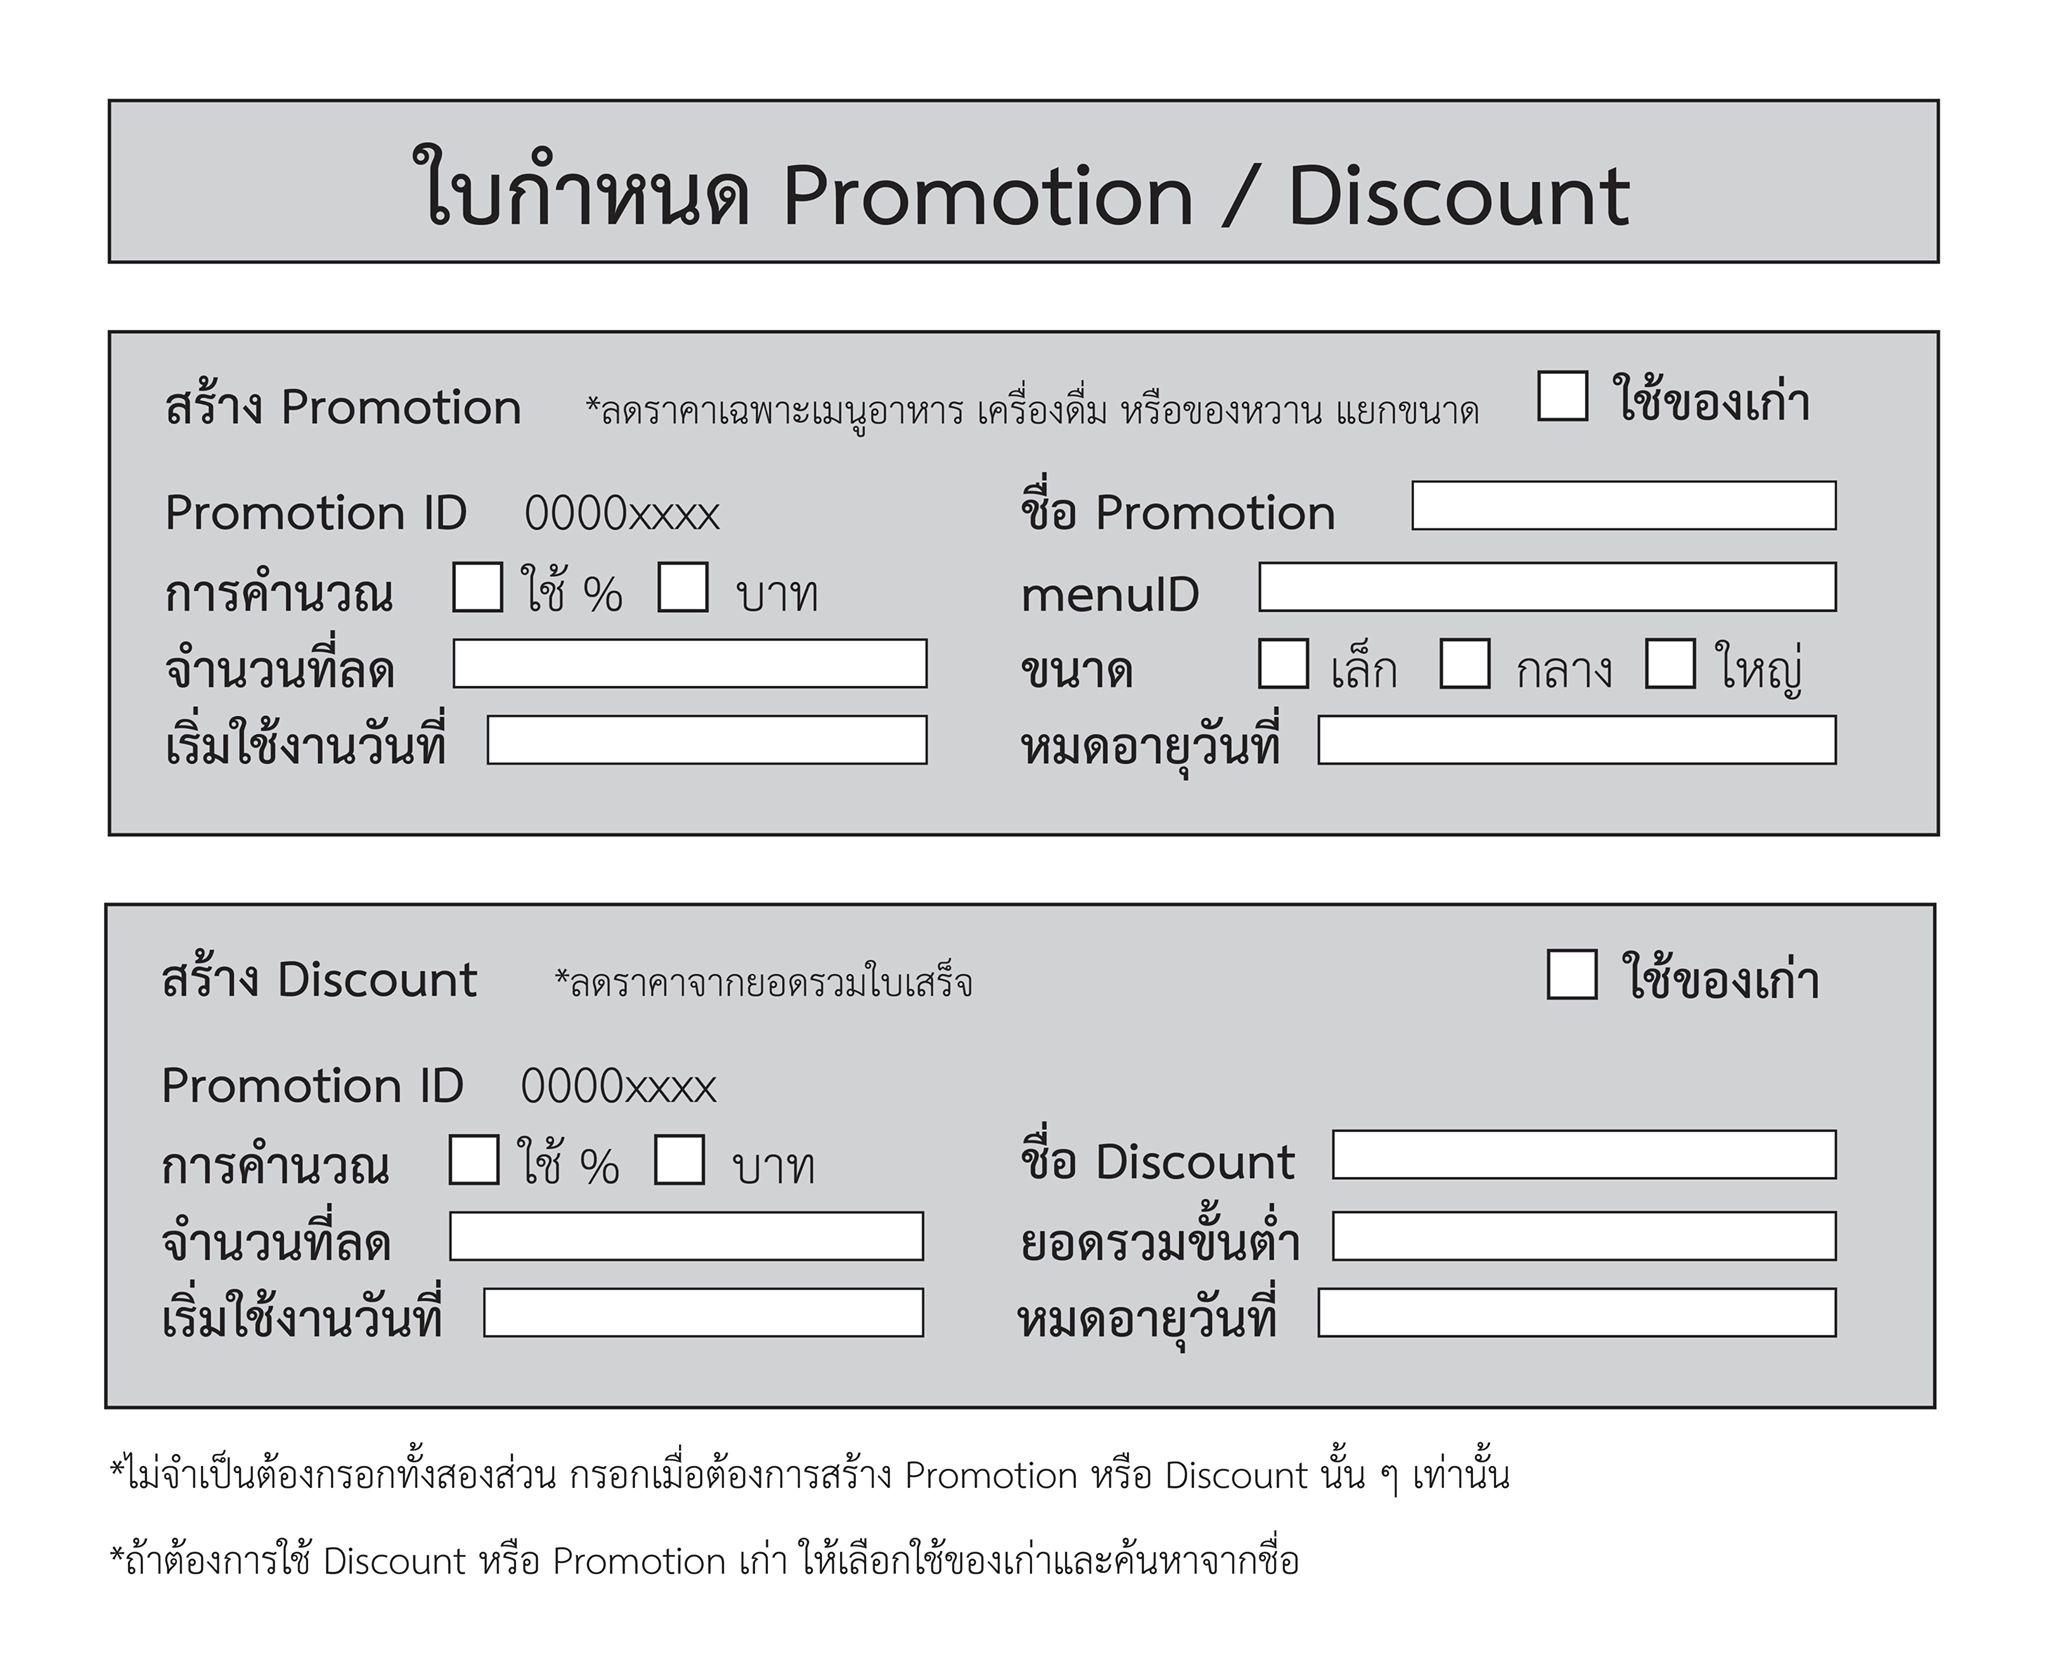 ใบกำหนด Promotion / Discount
สร้าง Promotion *ลดราคาเฉพาะเมนูอาหาร เครื่องดื่ม หรือของหวาน แยกขนาด ใช้ของเก่า
Promotion ID 0000xxxx ชื่อ Promotion
การคำนวณ ใช้ % บาท menuID
จำนวนที่ลด ขนาด เล็ก กลาง ใหญ่
เริ่มใช้งานวันที่ หมดอายุวันที่
สร้าง Discount *ลดราคาจากยอดรวมใบเสร็จ ใช้ของเก่า
Promotion ID 0000xxxx
การคำนวณ ใช้ % บาท ชื่อ Discount
จำนวนที่ลด ยอดรวมขั้นต่ำ
เริ่มใช้งานวันที่ หมดอายุวันที่
*ไม่จำเป็นต้องกรอกทั้งสองส่วน กรอกเมื่อต้องการสร้าง Promotion หรือ Discount นั้น ๆ เท่านั้น
*ถ้าต้องการใช้ Discount หรือ Promotion เก่า ให้เลือกใช้ของเก่าและค้นหาจากชื่อ